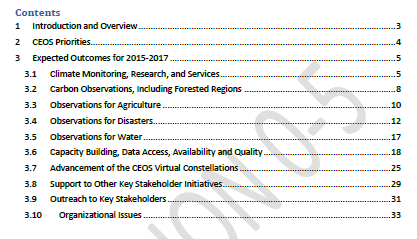 Contents
1 Introduction and Overview ........ 3
2 CEOS Priorities ........ 4
3 Expected Outcomes for 2015-2017 ........ 5
3.1 Climate Monitoring, Research, and Services ........ 5
3.2 Carbon Observations, Including Forested Regions ........ 8
3.3 Observations for Agriculture ........ 10
3.4 Observations for Disasters ........ 12
3.5 Observations for Water ........ 17
3.6 Capacity Building, Data Access, Availability and Quality ........ 18
3.7 Advancement of the CEOS Virtual Constellations ........ 25
3.8 Support to Other Key Stakeholder Initiatives ........ 29
3.9 Outreach to Key Stakeholders ........ 31
3.10 Organizational Issues ........ 33
ION 0-5